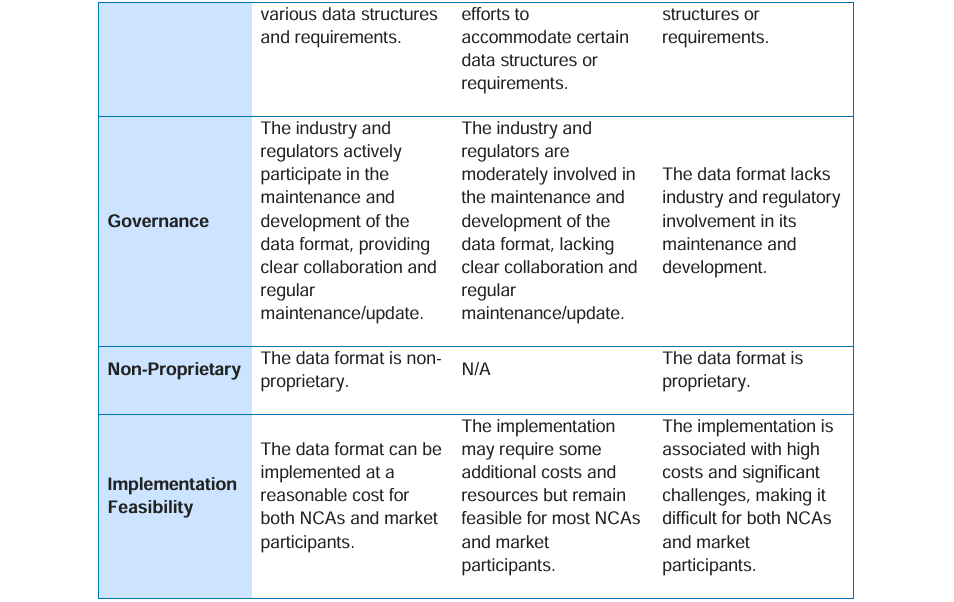 various data structures
and requirements.
efforts to
accommodate certain
data structures or
requirements.
structures or
requirements.
Governance
The industry and
regulators actively
participate in the
maintenance and
development of the
data format, providing
clear collaboration and
regular
maintenance/update.
The industry and
regulators are
moderately involved in
the maintenance and
development of the
data format, lacking
clear collaboration and
regular
maintenance/update.
The data format lacks
industry and regulatory
involvement in its
maintenance and
development.
Non-Proprietary
The data format is non-
proprietary.
N/A
The data format is
proprietary.
Implementation
Feasibility
The data format can be
implemented at a
reasonable cost for
both NCAs and market
participants.
The implementation
may require some
additional costs and
resources but remain
feasible for most NCAs
and market
participants.
The implementation is
associated with high
costs and significant
challenges, making it
difficult for both NCAs
and market
participants.